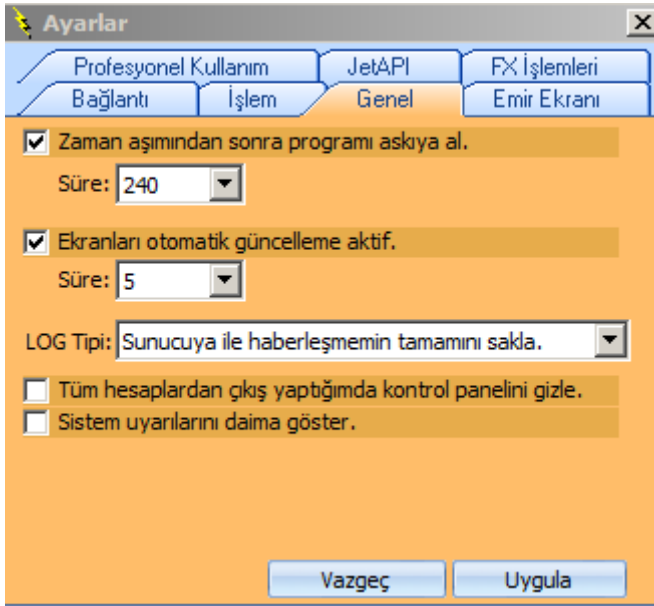 Ayarlar
Profesyonel Kullanım JetAPI FX İşlemleri
Bağlantı İşlem Genel Emir Ekranı
Zaman aşımından sonra programı askıya al.
Süre: 240
Ekranları otomatik güncelleme aktif.
Süre: 5
LOG Tipi: Sunucuya ile haberleşmemin tamamını sakla.
Tüm hesaplardan çıkış yaptığımda kontrol panelini gizle.
Sistem uyarılarını daima göster.
Vazgeç Uygula